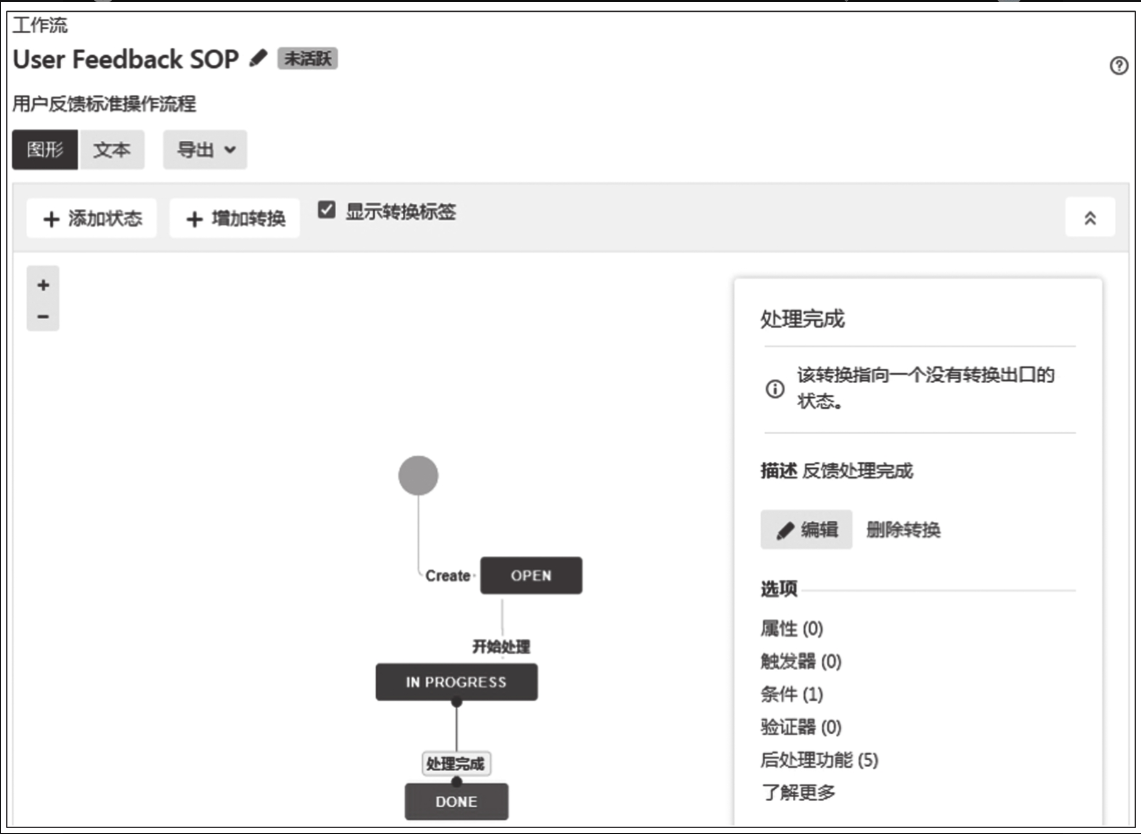 工作流
User Feedback SOP 未活跃
用户反馈标准操作流程
图形 文本 导出
添加状态 增加转换 显示转换标签
处理完成
该转换指向一个没有转换出口的
状态。
描述 反馈处理完成
编辑 删除转换
选项
属性 (0)
触发器 (0)
条件 (1)
验证器 (0)
后处理功能 (5)
了解更多
Create OPEN
开始处理
IN PROGRESS
处理完成
DONE